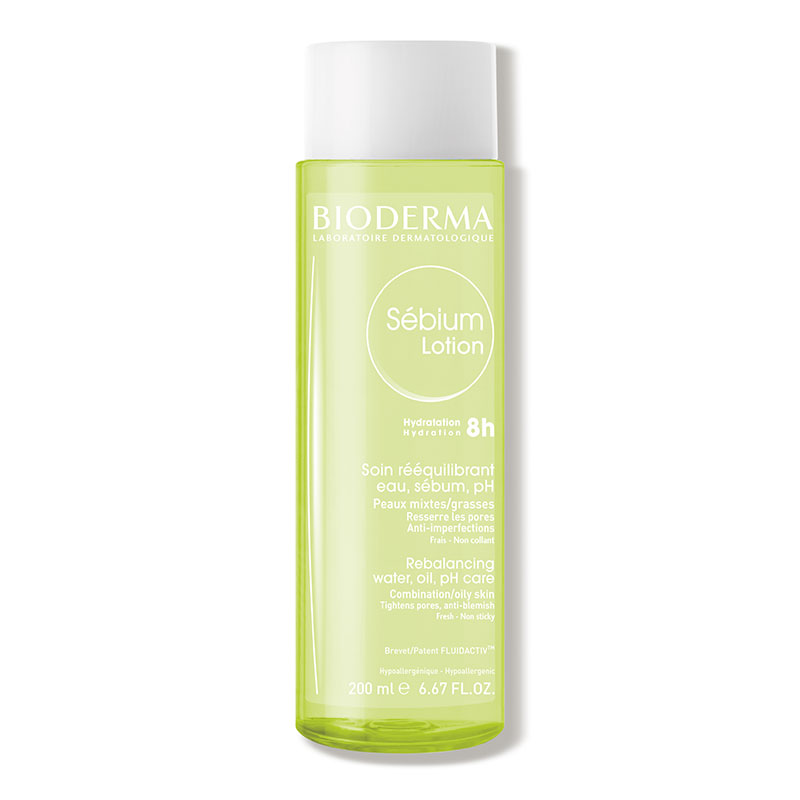 BIODERMA
LABORATOIRE DERMATOLOGIQUE
Sébium
Lotion
Hydratation
Hydration 8h
Soin rééquilibrant
eau, sébum, pH
Peaux mixtes/grasses
Resserre les pores
Anti-imperfections
Frais - Non collant
Rebalancing
water, oil, pH care
Combination/oily skin
Tightens pores, anti-blemish
Fresh - Non sticky
Brevet/Patent FLUIDACTIV™
Hypoallergénique - Hypoallergenic
200 ml e 6.67 FL.OZ.